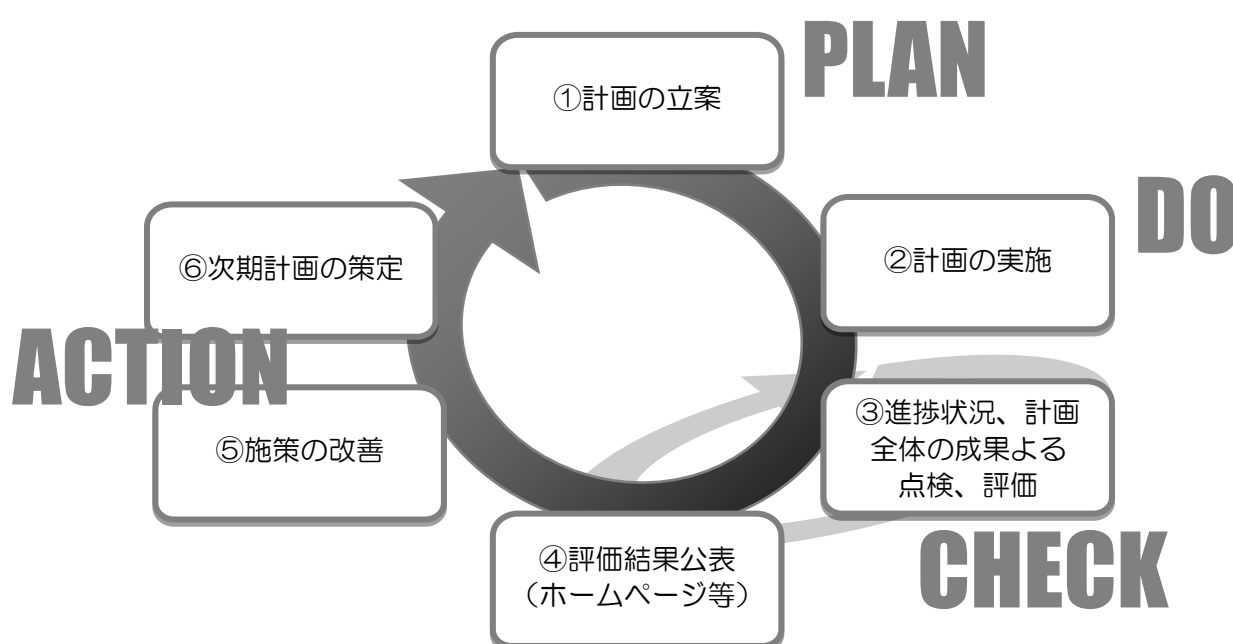 PLAN
①計画の立案
DO
②計画の実施
③進捗状況、計画
全体の成果よる
点検、評価
CHECK
④評価結果公表
（ホームページ等）
⑤施策の改善
ACTION
⑥次期計画の策定